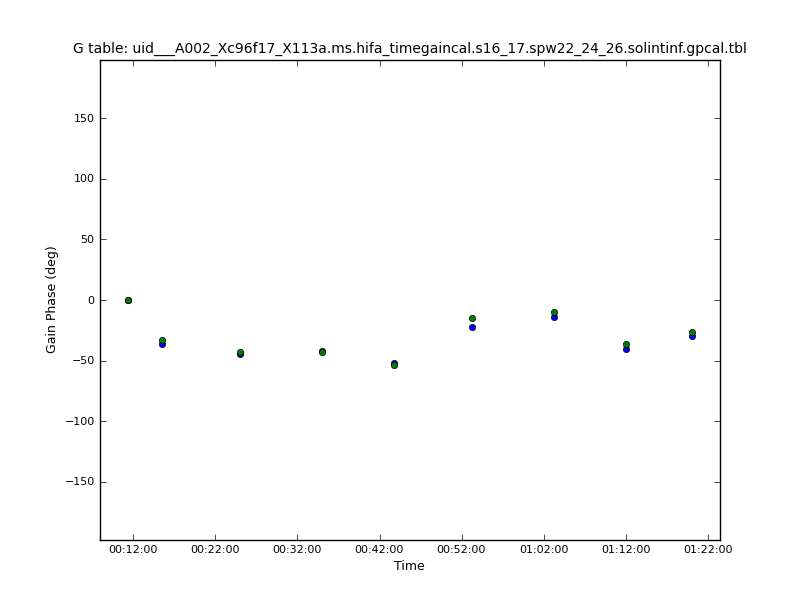 G table: uid___A002_Xc96f17_X113a.ms.hifa_timegaincal.s16_17.spw22_24_26.solintinf.gpcal.tbl
150
100
50
0
−50
−100
−150
Gain Phase (deg)
00:12:00 00:22:00 00:32:00 00:42:00 00:52:00 01:02:00 01:12:00 01:22:00
Time